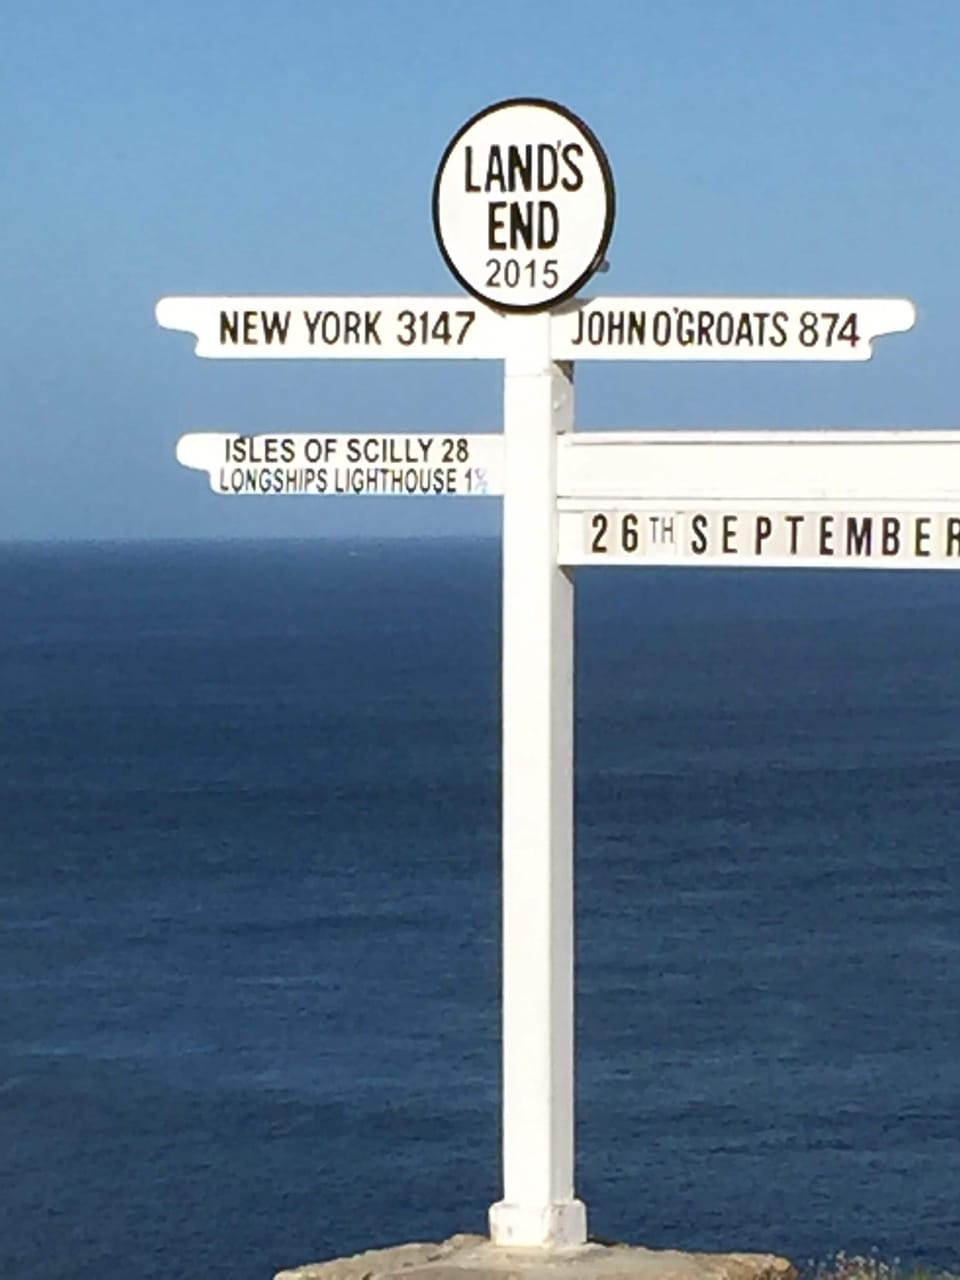 LAND'S
END
2015
NEW YORK 3147
JOHN O'GROATS 874
ISLES OF SCILLY 28
LONGSHIPS LIGHTHOUSE 1½
26TH SEPTEMBER